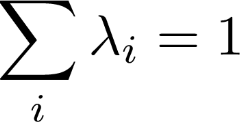 ∑_i λ_i = 1